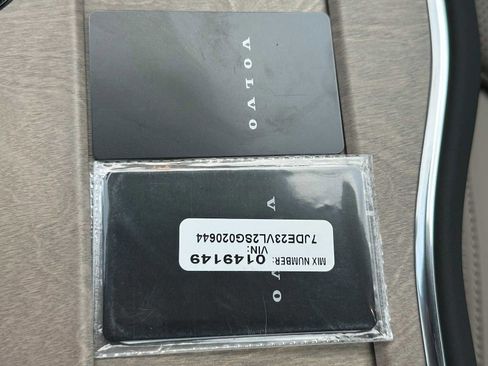 VOLVO
VOLVO
MIX NUMBER: 0149149
VIN:
7JDE23VL2SG020644